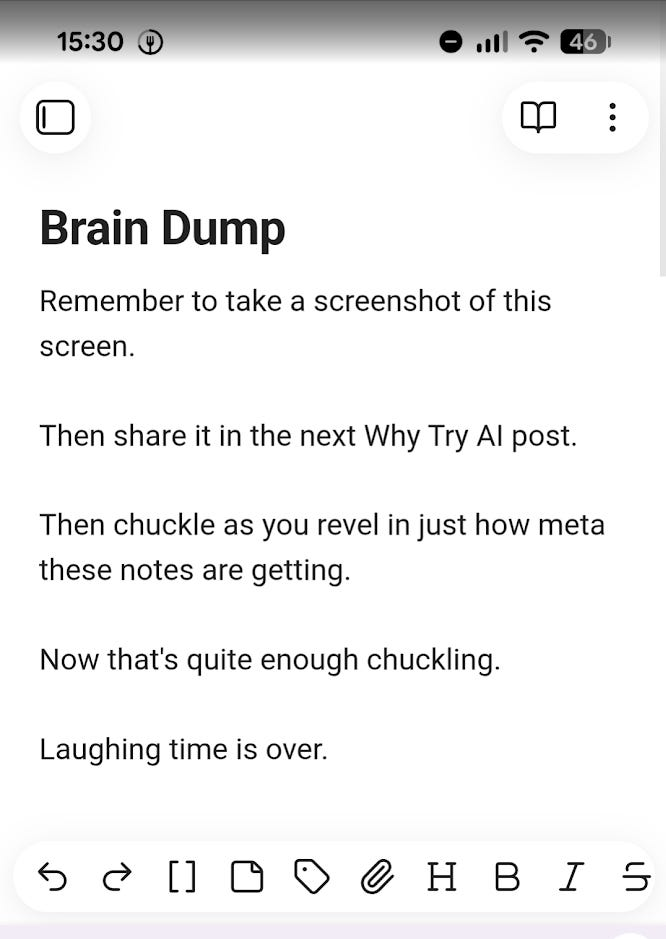 15:30
46
Brain Dump
Remember to take a screenshot of this
screen.
Then share it in the next Why Try AI post.
Then chuckle as you revel in just how meta
these notes are getting.
Now that's quite enough chuckling.
Laughing time is over.
H B I S